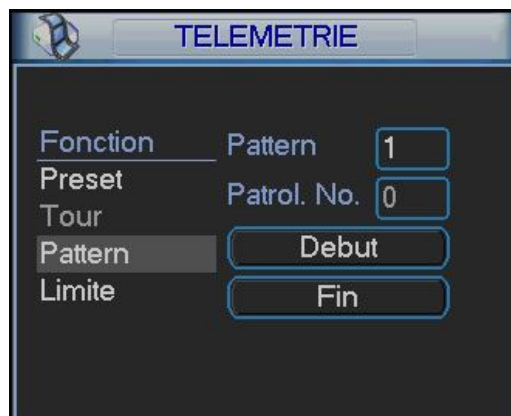 TELEMETRIE
Fonction
Preset
Tour
Pattern
Limite
Pattern 1
Patrol. No. 0
Debut
Fin